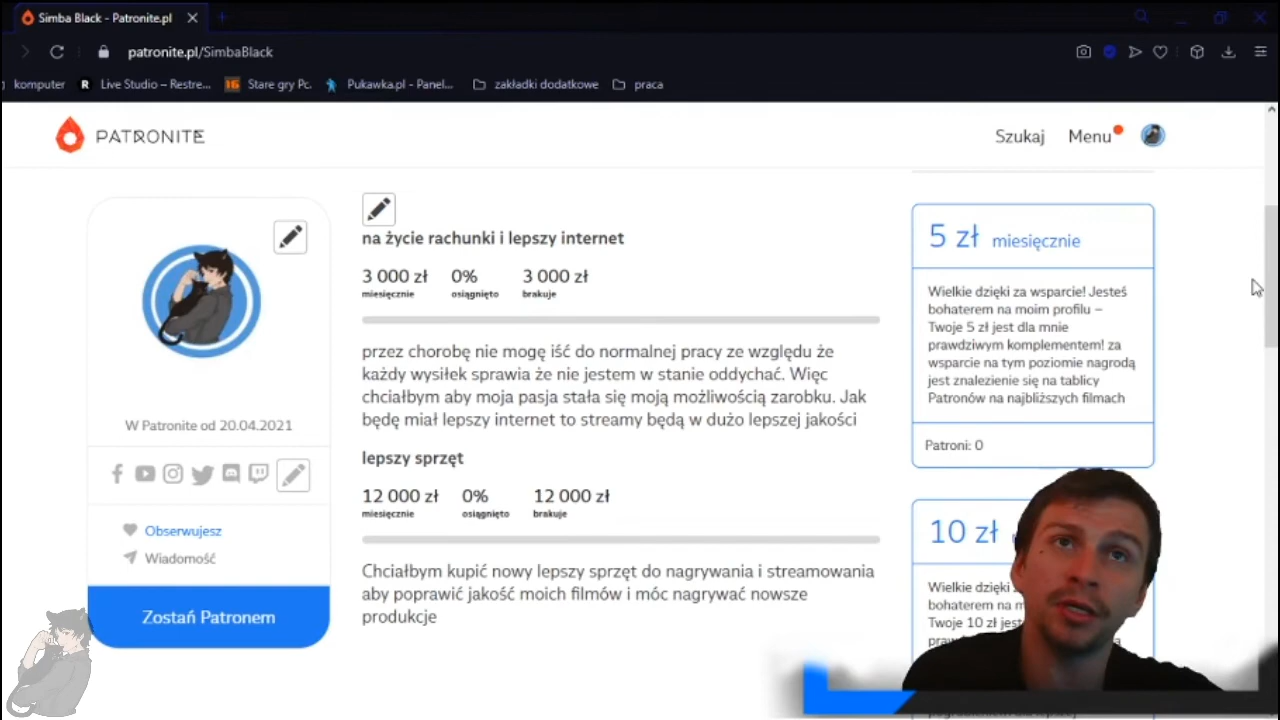 Simba Black - Patronite.pl
patronite.pl/SimbaBlack
komputer
Live Studio – Restre...
Stare gry Pc.
Pukawka.pl - Panel...
zakładki dodatkowe
praca
PATRONITE
Szukaj
Menu
W Patronite od 20.04.2021
Obserwujesz
Wiadomość
Zostań Patronem
na życie rachunki i lepszy internet
3 000 zł 0% 3 000 zł
miesięcznie osiągnięto brakuje
przez chorobę nie mogę iść do normalnej pracy ze względu że
każdy wysiłek sprawia że nie jestem w stanie oddychać. Więc
chciałbym aby moja pasja stała się moją możliwością zarobku. Jak
będę miał lepszy internet to streamy będą w dużo lepszej jakości
lepszy sprzęt
12 000 zł 0% 12 000 zł
miesięcznie osiągnięto brakuje
Chciałbym kupić nowy lepszy sprzęt do nagrywania i streamowania
aby poprawić jakość moich filmów i móc nagrywać nowsze
produkcje
5 zł miesięcznie
Wielkie dzięki za wsparcie! Jesteś
bohaterem na moim profilu –
Twoje 5 zł jest dla mnie
prawdziwym komplementem! za
wsparcie na tym poziomie nagrodą
jest znalezienie się na tablicy
Patronów na najbliższych filmach
Patroni: 0
10 zł
Wielkie dzięki
bohaterem na
Twoje 10 zł jest